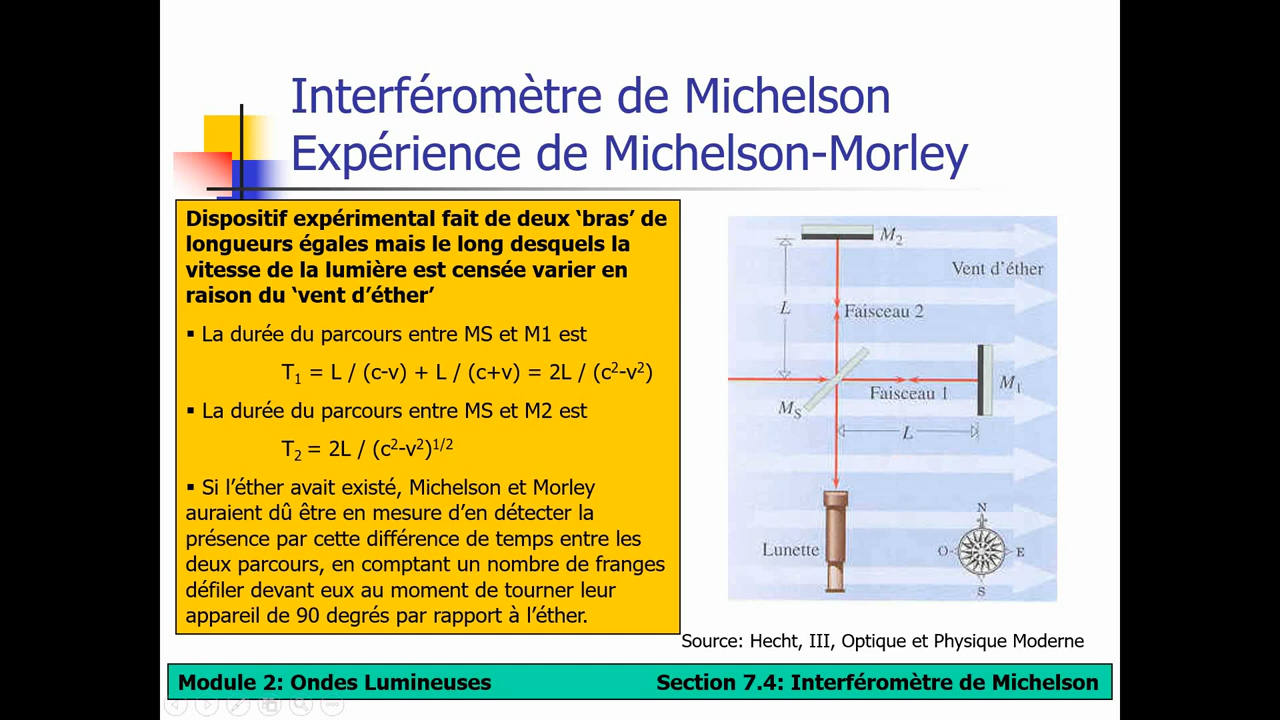 Interféromètre de Michelson
Expérience de Michelson-Morley
Dispositif expérimental fait de deux ‘bras’ de
longueurs égales mais le long desquels la
vitesse de la lumière est censée varier en
raison du ‘vent d’éther’
▪ La durée du parcours entre MS et M1 est
T₁ = L / (c-v) + L / (c+v) = 2L / (c²-v²)
▪ La durée du parcours entre MS et M2 est
T₂ = 2L / (c²-v²)¹/²
▪ Si l’éther avait existé, Michelson et Morley
auraient dû être en mesure d’en détecter la
présence par cette différence de temps entre les
deux parcours, en comptant un nombre de franges
défiler devant eux au moment de tourner leur
appareil de 90 degrés par rapport à l’éther.
M₂
Vent d’éther
L
Faisceau 2
M₁
Faisceau 1
Mₛ
L
N
Lunette
O
E
S
Source: Hecht, III, Optique et Physique Moderne
Module 2: Ondes Lumineuses
Section 7.4: Interféromètre de Michelson